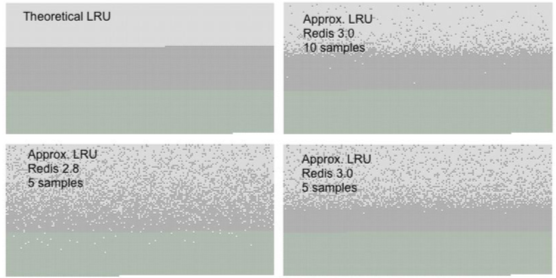 Theoretical LRU
Approx. LRU
Redis 3.0
10 samples
Approx. LRU
Redis 2.8
5 samples
Approx. LRU
Redis 3.0
5 samples